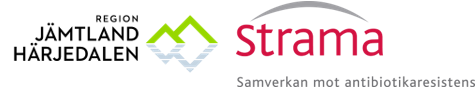 REGION
JÄMTLAND
HÄRJEDALEN
Strama
Samverkan mot antibiotikaresistens